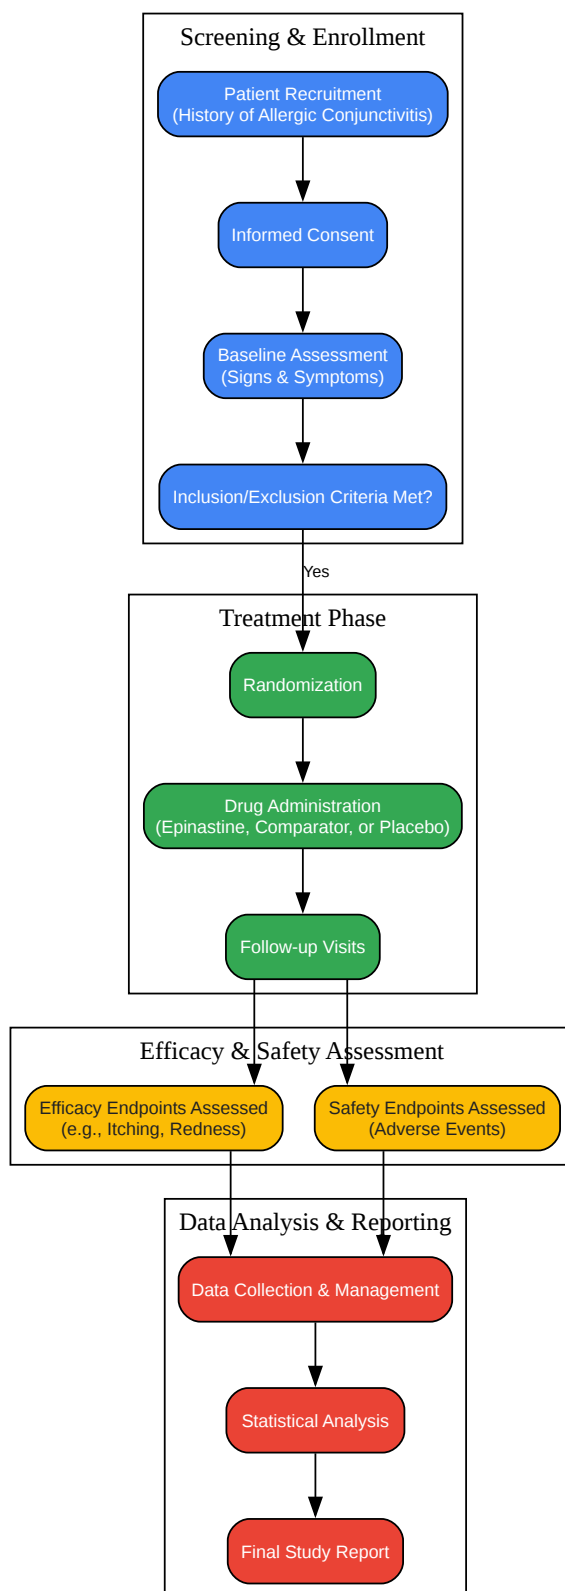 Screening & Enrollment
Patient Recruitment
(History of Allergic Conjunctivitis)
Informed Consent
Baseline Assessment
(Signs & Symptoms)
Inclusion/Exclusion Criteria Met?
Yes
Treatment Phase
Randomization
Drug Administration
(Epinastine, Comparator, or Placebo)
Follow-up Visits
Efficacy & Safety Assessment
Efficacy Endpoints Assessed
(e.g., Itching, Redness)
Safety Endpoints Assessed
(Adverse Events)
Data Analysis & Reporting
Data Collection & Management
Statistical Analysis
Final Study Report